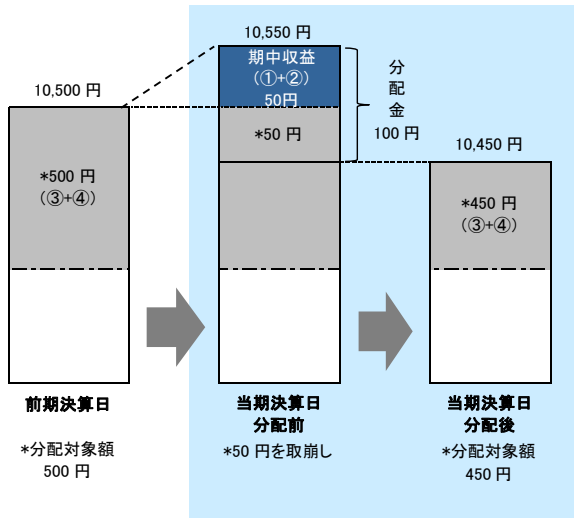 10,500 円
*500 円
(③+④)
前期決算日
*分配対象額
500 円
10,550 円
期中収益
(①+②)
50円
*50 円
分
配
金
100 円
当期決算日
分配前
*50 円を取崩し
10,450 円
*450 円
(③+④)
当期決算日
分配後
*分配対象額
450 円